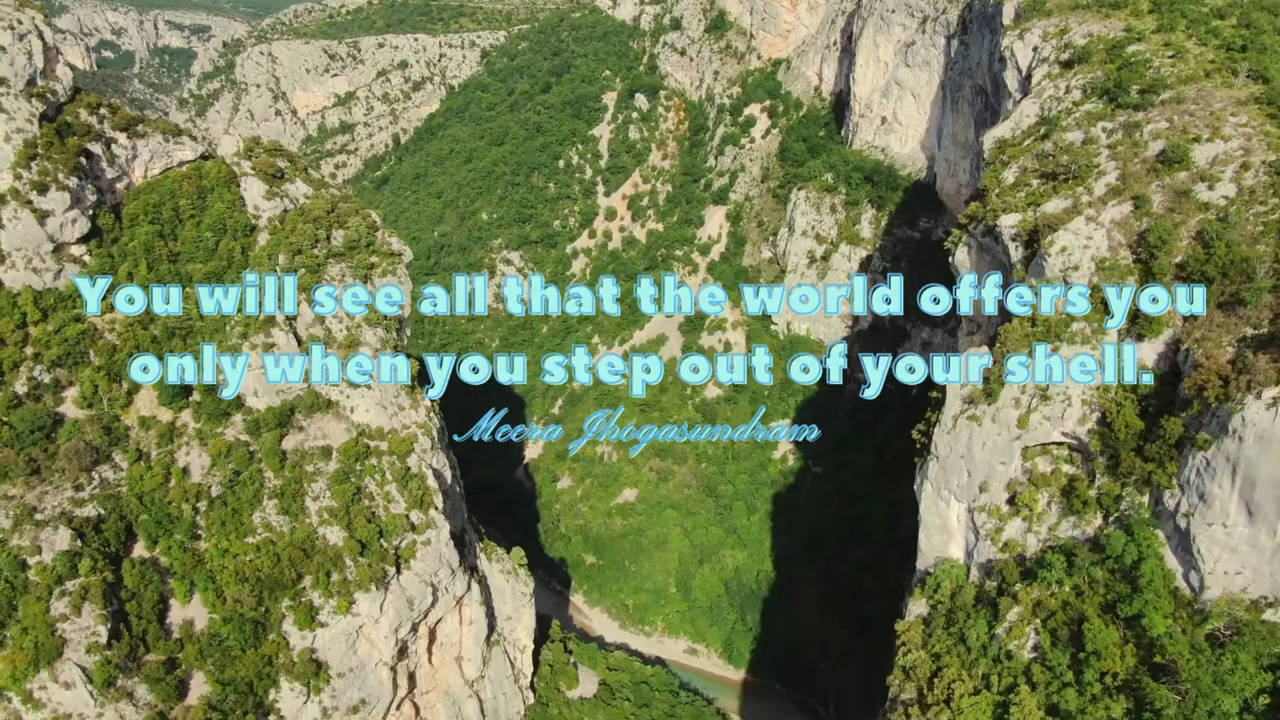 You will see all that the world offers you
only when you step out of your shell.
Meera Jhogasundram